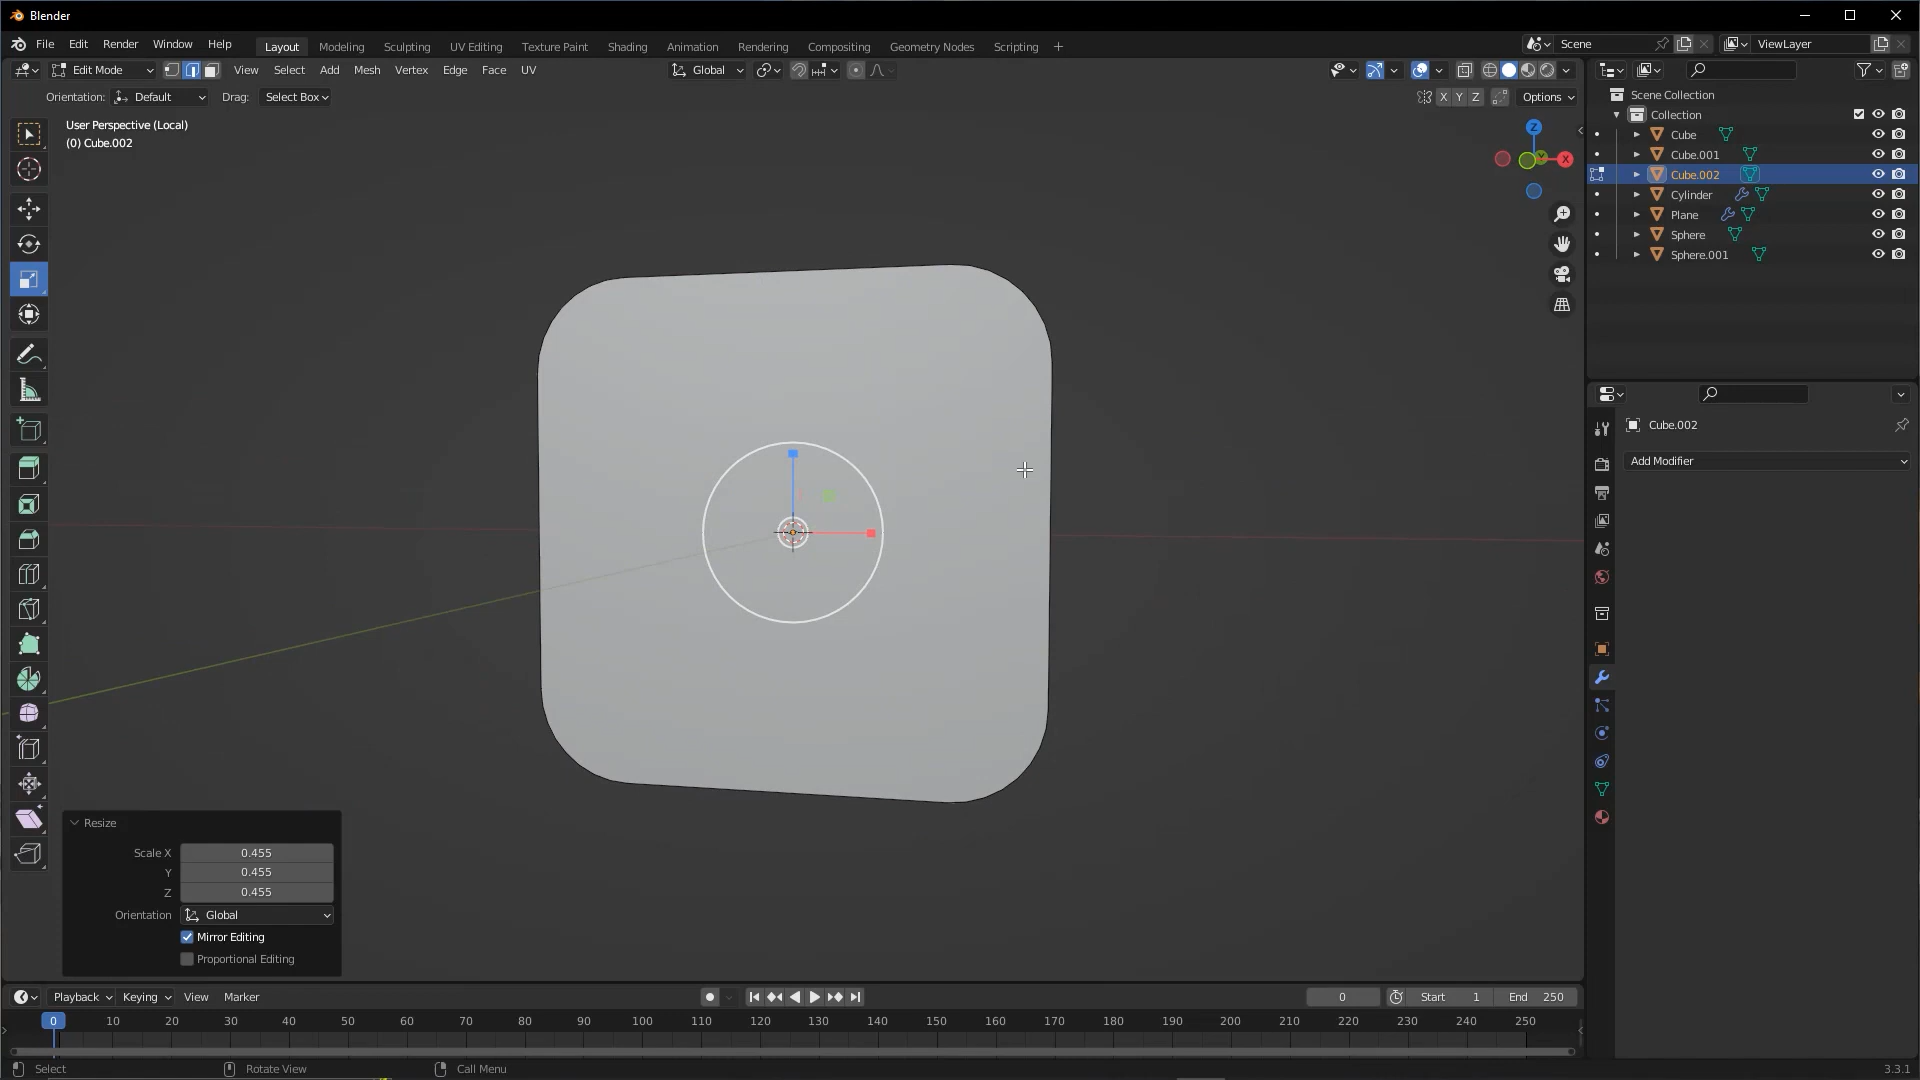 Blender
File Edit Render Window Help
Layout Modeling Sculpting UV Editing Texture Paint Shading Animation Rendering Compositing Geometry Nodes Scripting +
Scene
ViewLayer
Edit Mode
View Select Add Mesh Vertex Edge Face UV
Global
Orientation: Default Drag: Select Box
X Y Z Options
User Perspective (Local)
(0) Cube.002
Z
X
Scene Collection
Collection
Cube
Cube.001
Cube.002
Cylinder
Plane
Sphere
Sphere.001
Cube.002
Add Modifier
Resize
Scale X 0.455
Y 0.455
Z 0.455
Orientation Global
Mirror Editing
Proportional Editing
Playback Keying View Marker
0 Start 1 End 250
0 10 20 30 40 50 60 70 80 90 100 110 120 130 140 150 160 170 180 190 200 210 220 230 240 250
Select Rotate View Call Menu
3.3.1